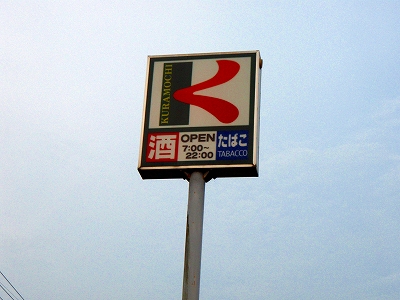 KURAMOCHI
酒
OPEN
7:00~
22:00
たばこ
TABACCO